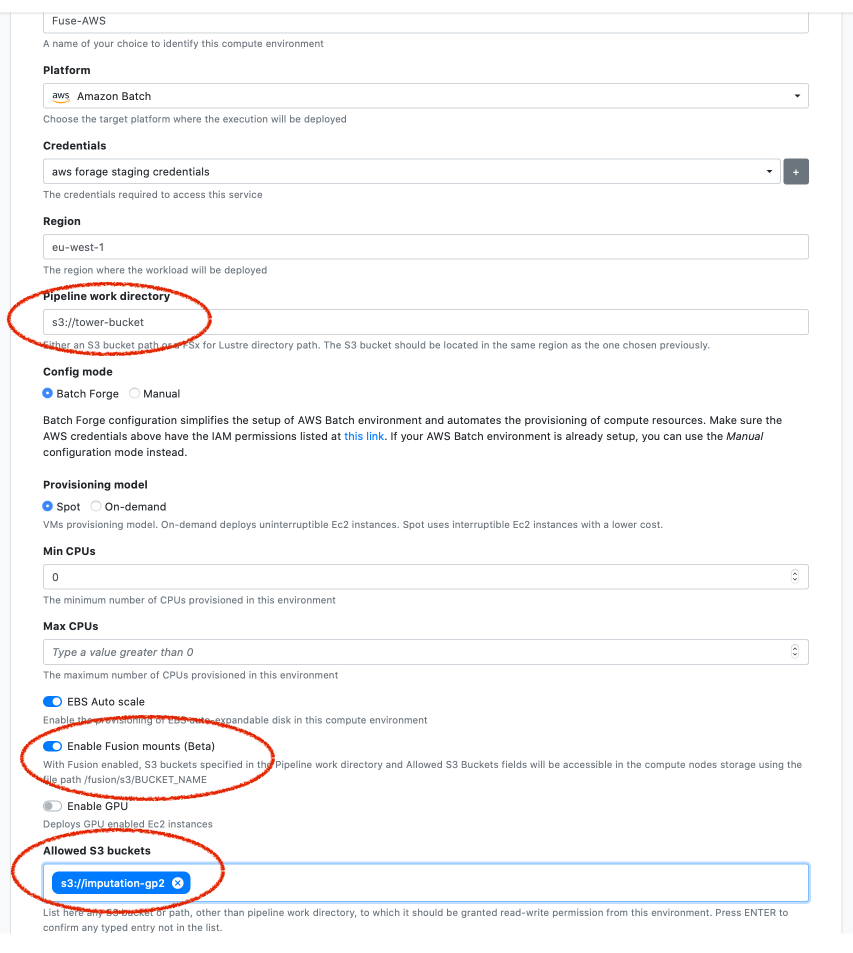 Fuse-AWS
A name of your choice to identify this compute environment
Platform
aws Amazon Batch
Choose the target platform where the execution will be deployed
Credentials
aws forage staging credentials
+
The credentials required to access this service
Region
eu-west-1
The region where the workload will be deployed
Pipeline work directory
s3://tower-bucket
Either an S3 bucket path or a FSx for Lustre directory path. The S3 bucket should be located in the same region as the one chosen previously.
Config mode
Batch Forge Manual
Batch Forge configuration simplifies the setup of AWS Batch environment and automates the provisioning of compute resources. Make sure the
AWS credentials above have the IAM permissions listed at this link. If your AWS Batch environment is already setup, you can use the Manual
configuration mode instead.
Provisioning model
Spot On-demand
VMs provisioning model. On-demand deploys uninterruptible Ec2 instances. Spot uses interruptible Ec2 instances with a lower cost.
Min CPUs
0
The minimum number of CPUs provisioned in this environment
Max CPUs
Type a value greater than 0
The maximum number of CPUs provisioned in this environment
EBS Auto scale
Enable the provisioning of EBS auto-expandable disk in this compute environment
Enable Fusion mounts (Beta)
With Fusion enabled, S3 buckets specified in the Pipeline work directory and Allowed S3 Buckets fields will be accessible in the compute nodes storage using the
file path /fusion/s3/BUCKET_NAME
Enable GPU
Deploys GPU enabled Ec2 instances
Allowed S3 buckets
s3://imputation-gp2
List here any S3 bucket or path, other than pipeline work directory, to which it should be granted read-write permission from this environment. Press ENTER to
confirm any typed entry not in the list.